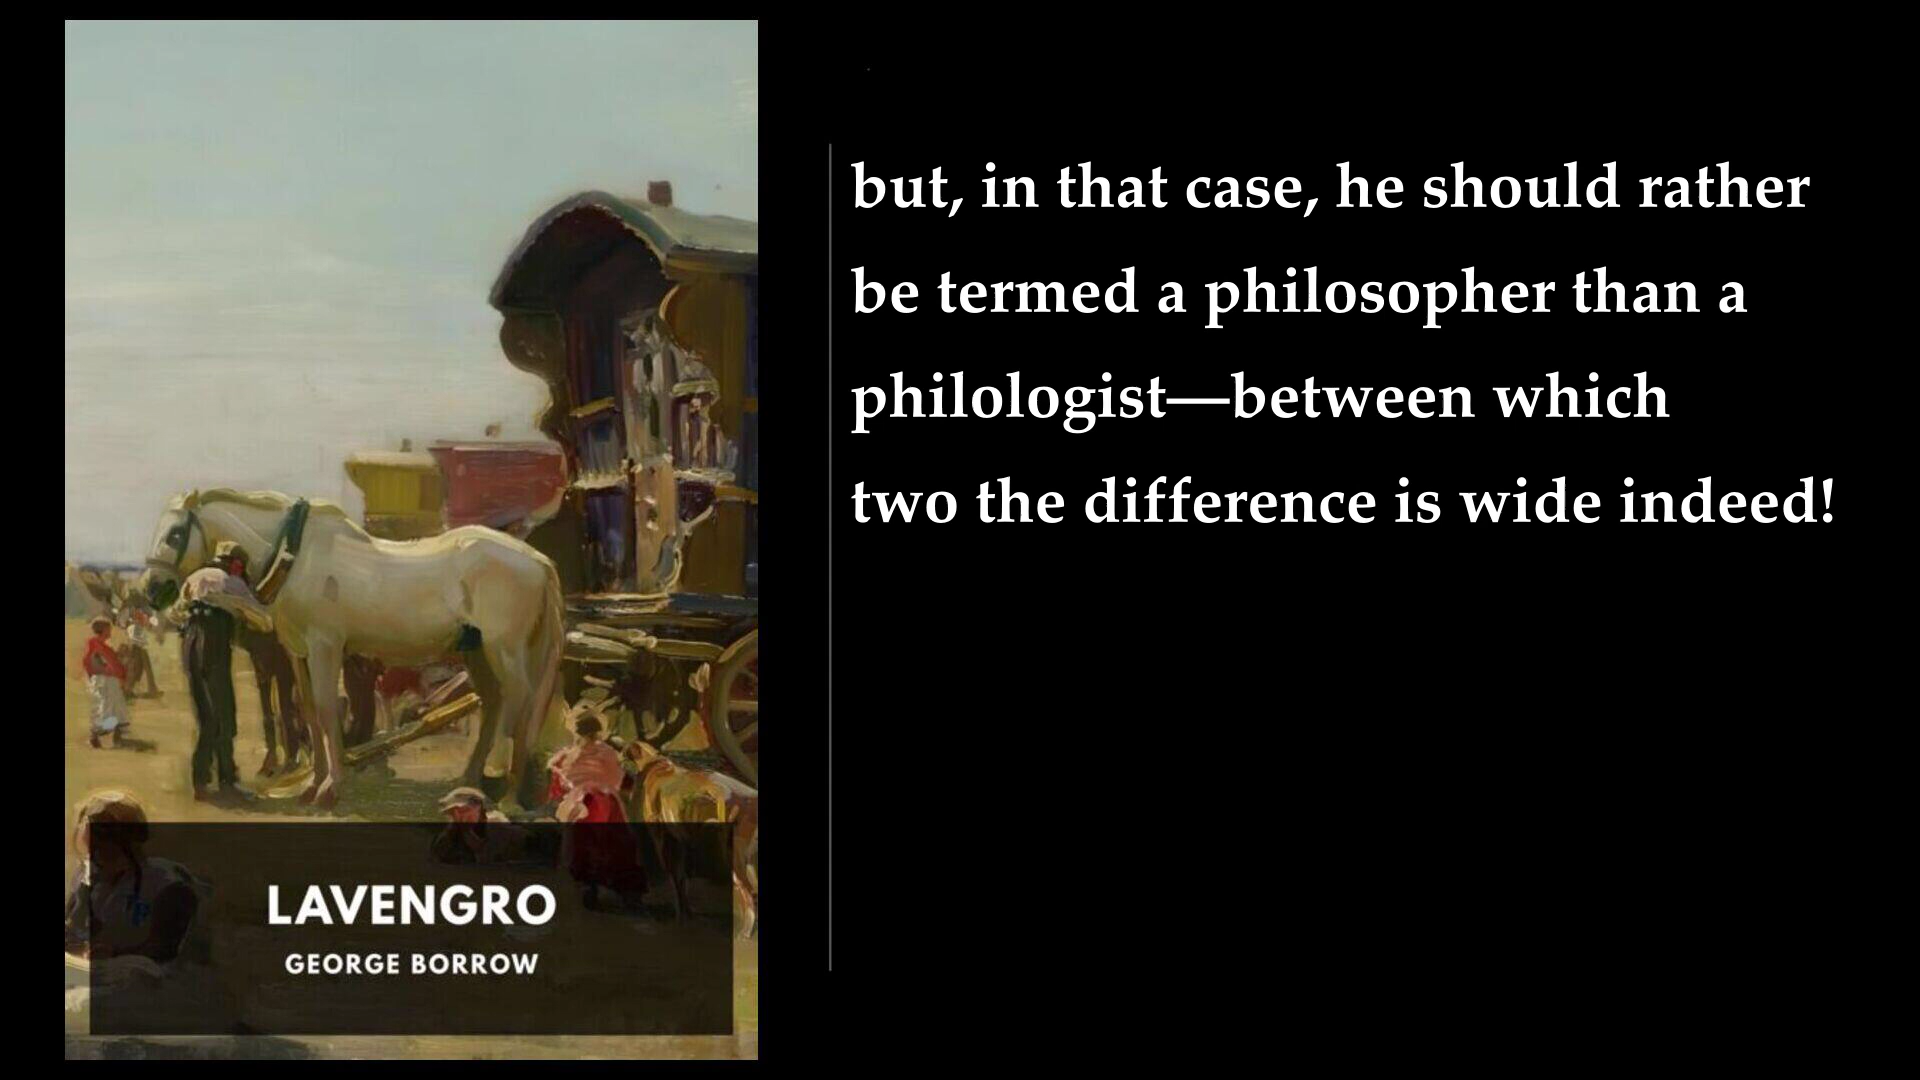 but, in that case, he should rather
be termed a philosopher than a
philologist—between which
two the difference is wide indeed!
LAVENGRO
GEORGE BORROW